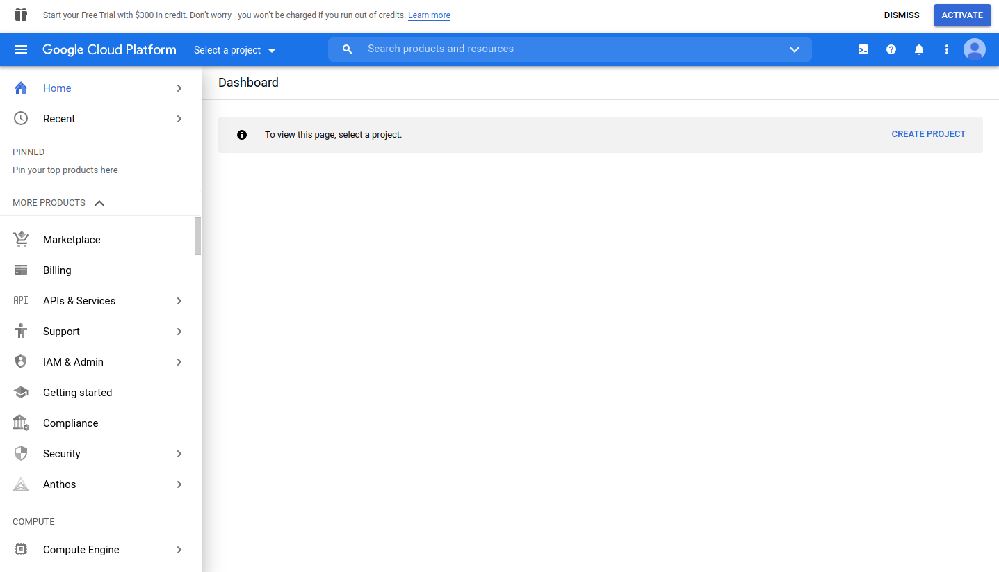 Start your Free Trial with $300 in credit. Don’t worry—you won’t be charged if you run out of credits. Learn more
DISMISS
ACTIVATE
Google Cloud Platform
Select a project
Search products and resources
Home
Recent
PINNED
Pin your top products here
MORE PRODUCTS
Marketplace
Billing
API APIs & Services
Support
IAM & Admin
Getting started
Compliance
Security
Anthos
COMPUTE
Compute Engine
Dashboard
To view this page, select a project.
CREATE PROJECT